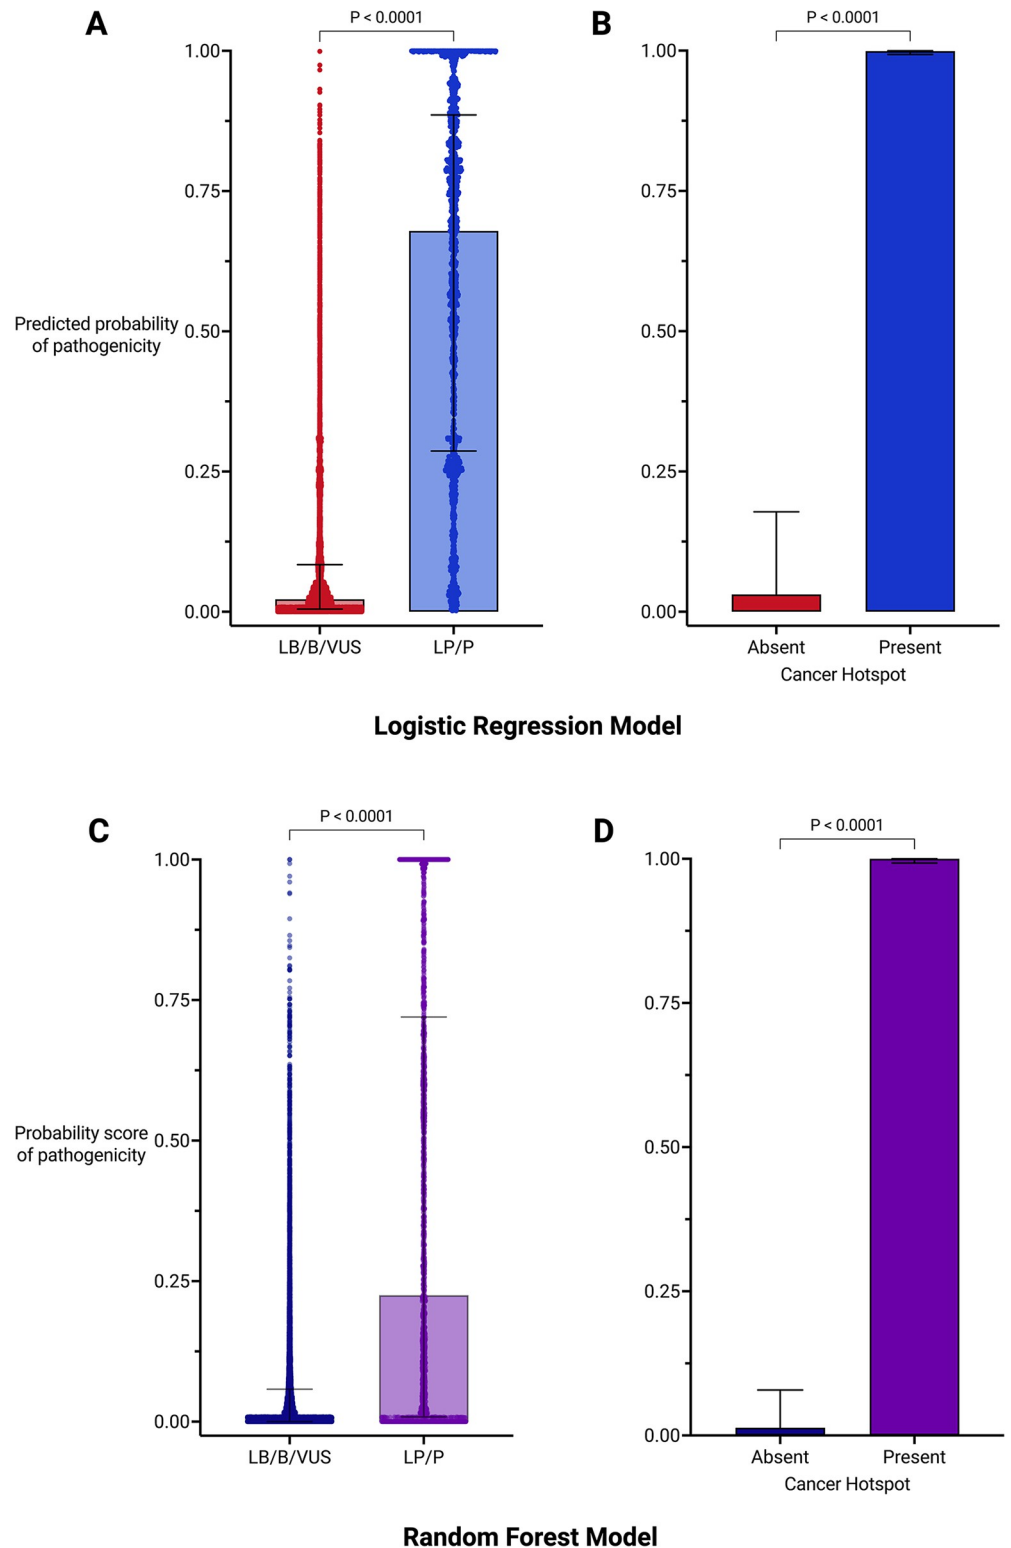 A
P < 0.0001
1.00
0.75
Predicted probability
of pathogenicity
0.50
0.25
0.00
LB/B/VUS
LP/P
B
P < 0.0001
1.00
0.75
0.50
0.25
0.00
Absent
Present
Cancer Hotspot
Logistic Regression Model
C
P < 0.0001
1.00
0.75
Probability score
of pathogenicity
0.50
0.25
0.00
LB/B/VUS
LP/P
D
P < 0.0001
1.00
0.75
0.50
0.25
0.00
Absent
Present
Cancer Hotspot
Random Forest Model